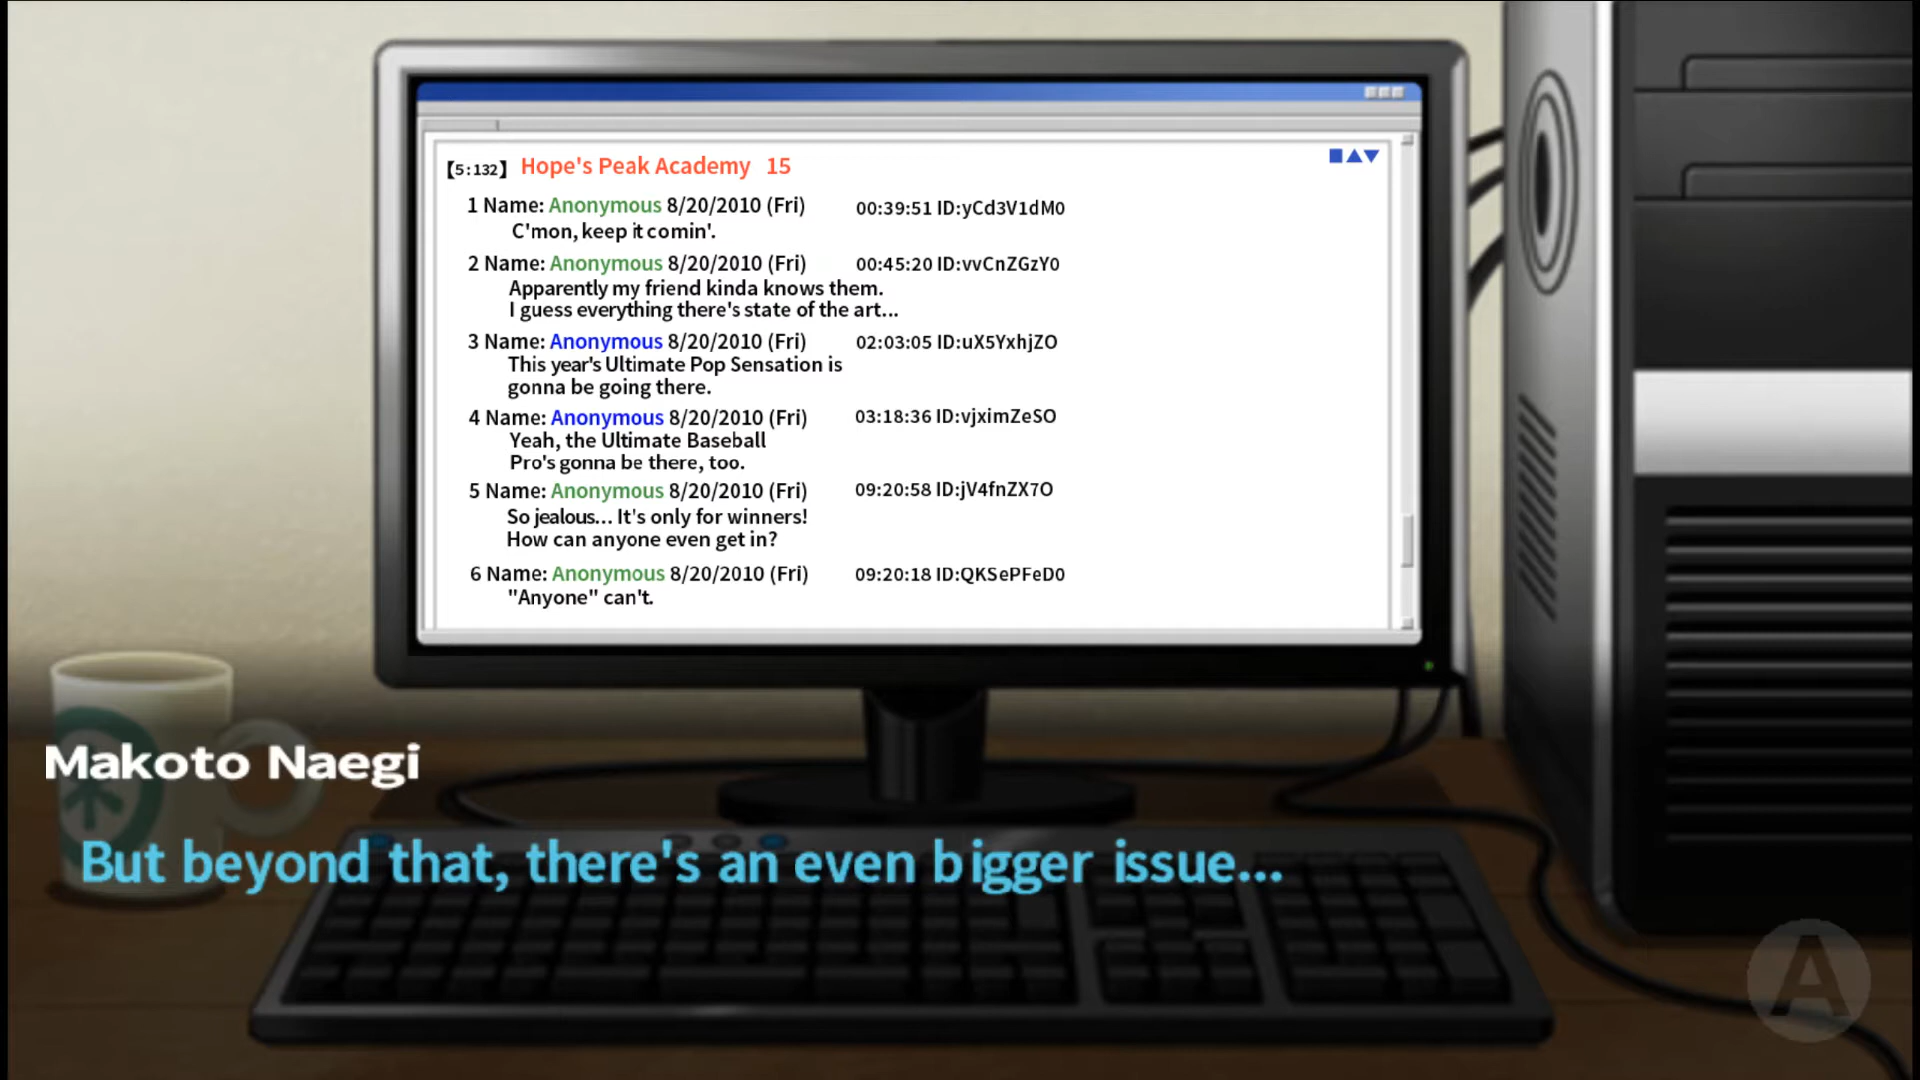 【5:132】 Hope's Peak Academy 15
1 Name: Anonymous 8/20/2010 (Fri) 00:39:51 ID:yCd3V1dM0
C'mon, keep it comin'.
2 Name: Anonymous 8/20/2010 (Fri) 00:45:20 ID:vvCnZGzY0
Apparently my friend kinda knows them.
I guess everything there's state of the art...
3 Name: Anonymous 8/20/2010 (Fri) 02:03:05 ID:uX5YxhjZO
This year's Ultimate Pop Sensation is
gonna be going there.
4 Name: Anonymous 8/20/2010 (Fri) 03:18:36 ID:vjximZeSO
Yeah, the Ultimate Baseball
Pro's gonna be there, too.
5 Name: Anonymous 8/20/2010 (Fri) 09:20:58 ID:jV4fnZX7O
So jealous... It's only for winners!
How can anyone even get in?
6 Name: Anonymous 8/20/2010 (Fri) 09:20:18 ID:QKSePFeD0
"Anyone" can't.
Makoto Naegi
But beyond that, there's an even bigger issue...
A